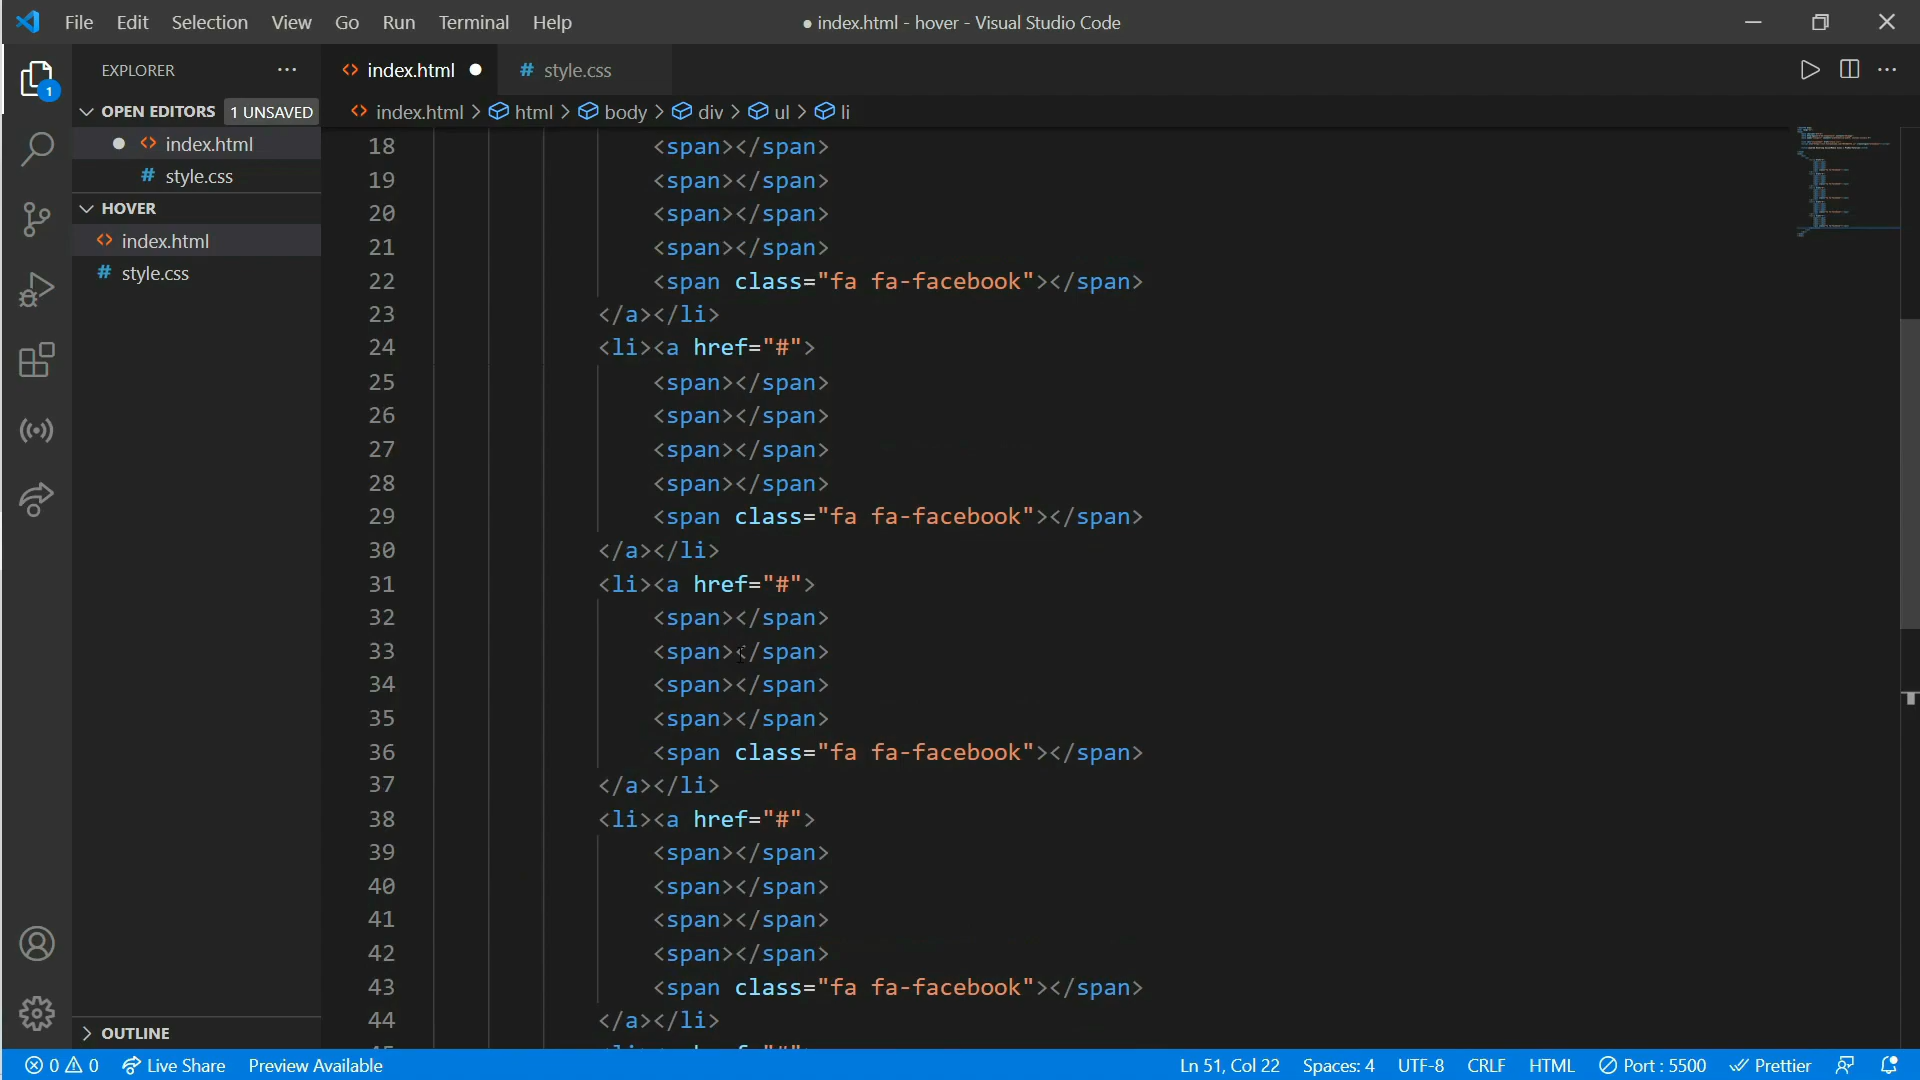 File Edit Selection View Go Run Terminal Help
● index.html - hover - Visual Studio Code
EXPLORER
1
OPEN EDITORS 1 UNSAVED
index.html
# style.css
HOVER
index.html
# style.css
OUTLINE
index.html
# style.css
index.html > html > body > div > ul > li
18 <span></span>
19 <span></span>
20 <span></span>
21 <span></span>
22 <span class="fa fa-facebook"></span>
23 </a></li>
24 <li><a href="#">
25 <span></span>
26 <span></span>
27 <span></span>
28 <span></span>
29 <span class="fa fa-facebook"></span>
30 </a></li>
31 <li><a href="#">
32 <span></span>
33 <span></span>
34 <span></span>
35 <span></span>
36 <span class="fa fa-facebook"></span>
37 </a></li>
38 <li><a href="#">
39 <span></span>
40 <span></span>
41 <span></span>
42 <span></span>
43 <span class="fa fa-facebook"></span>
44 </a></li>
0 0 Live Share Preview Available Ln 51, Col 22 Spaces: 4 UTF-8 CRLF HTML Port : 5500 Prettier